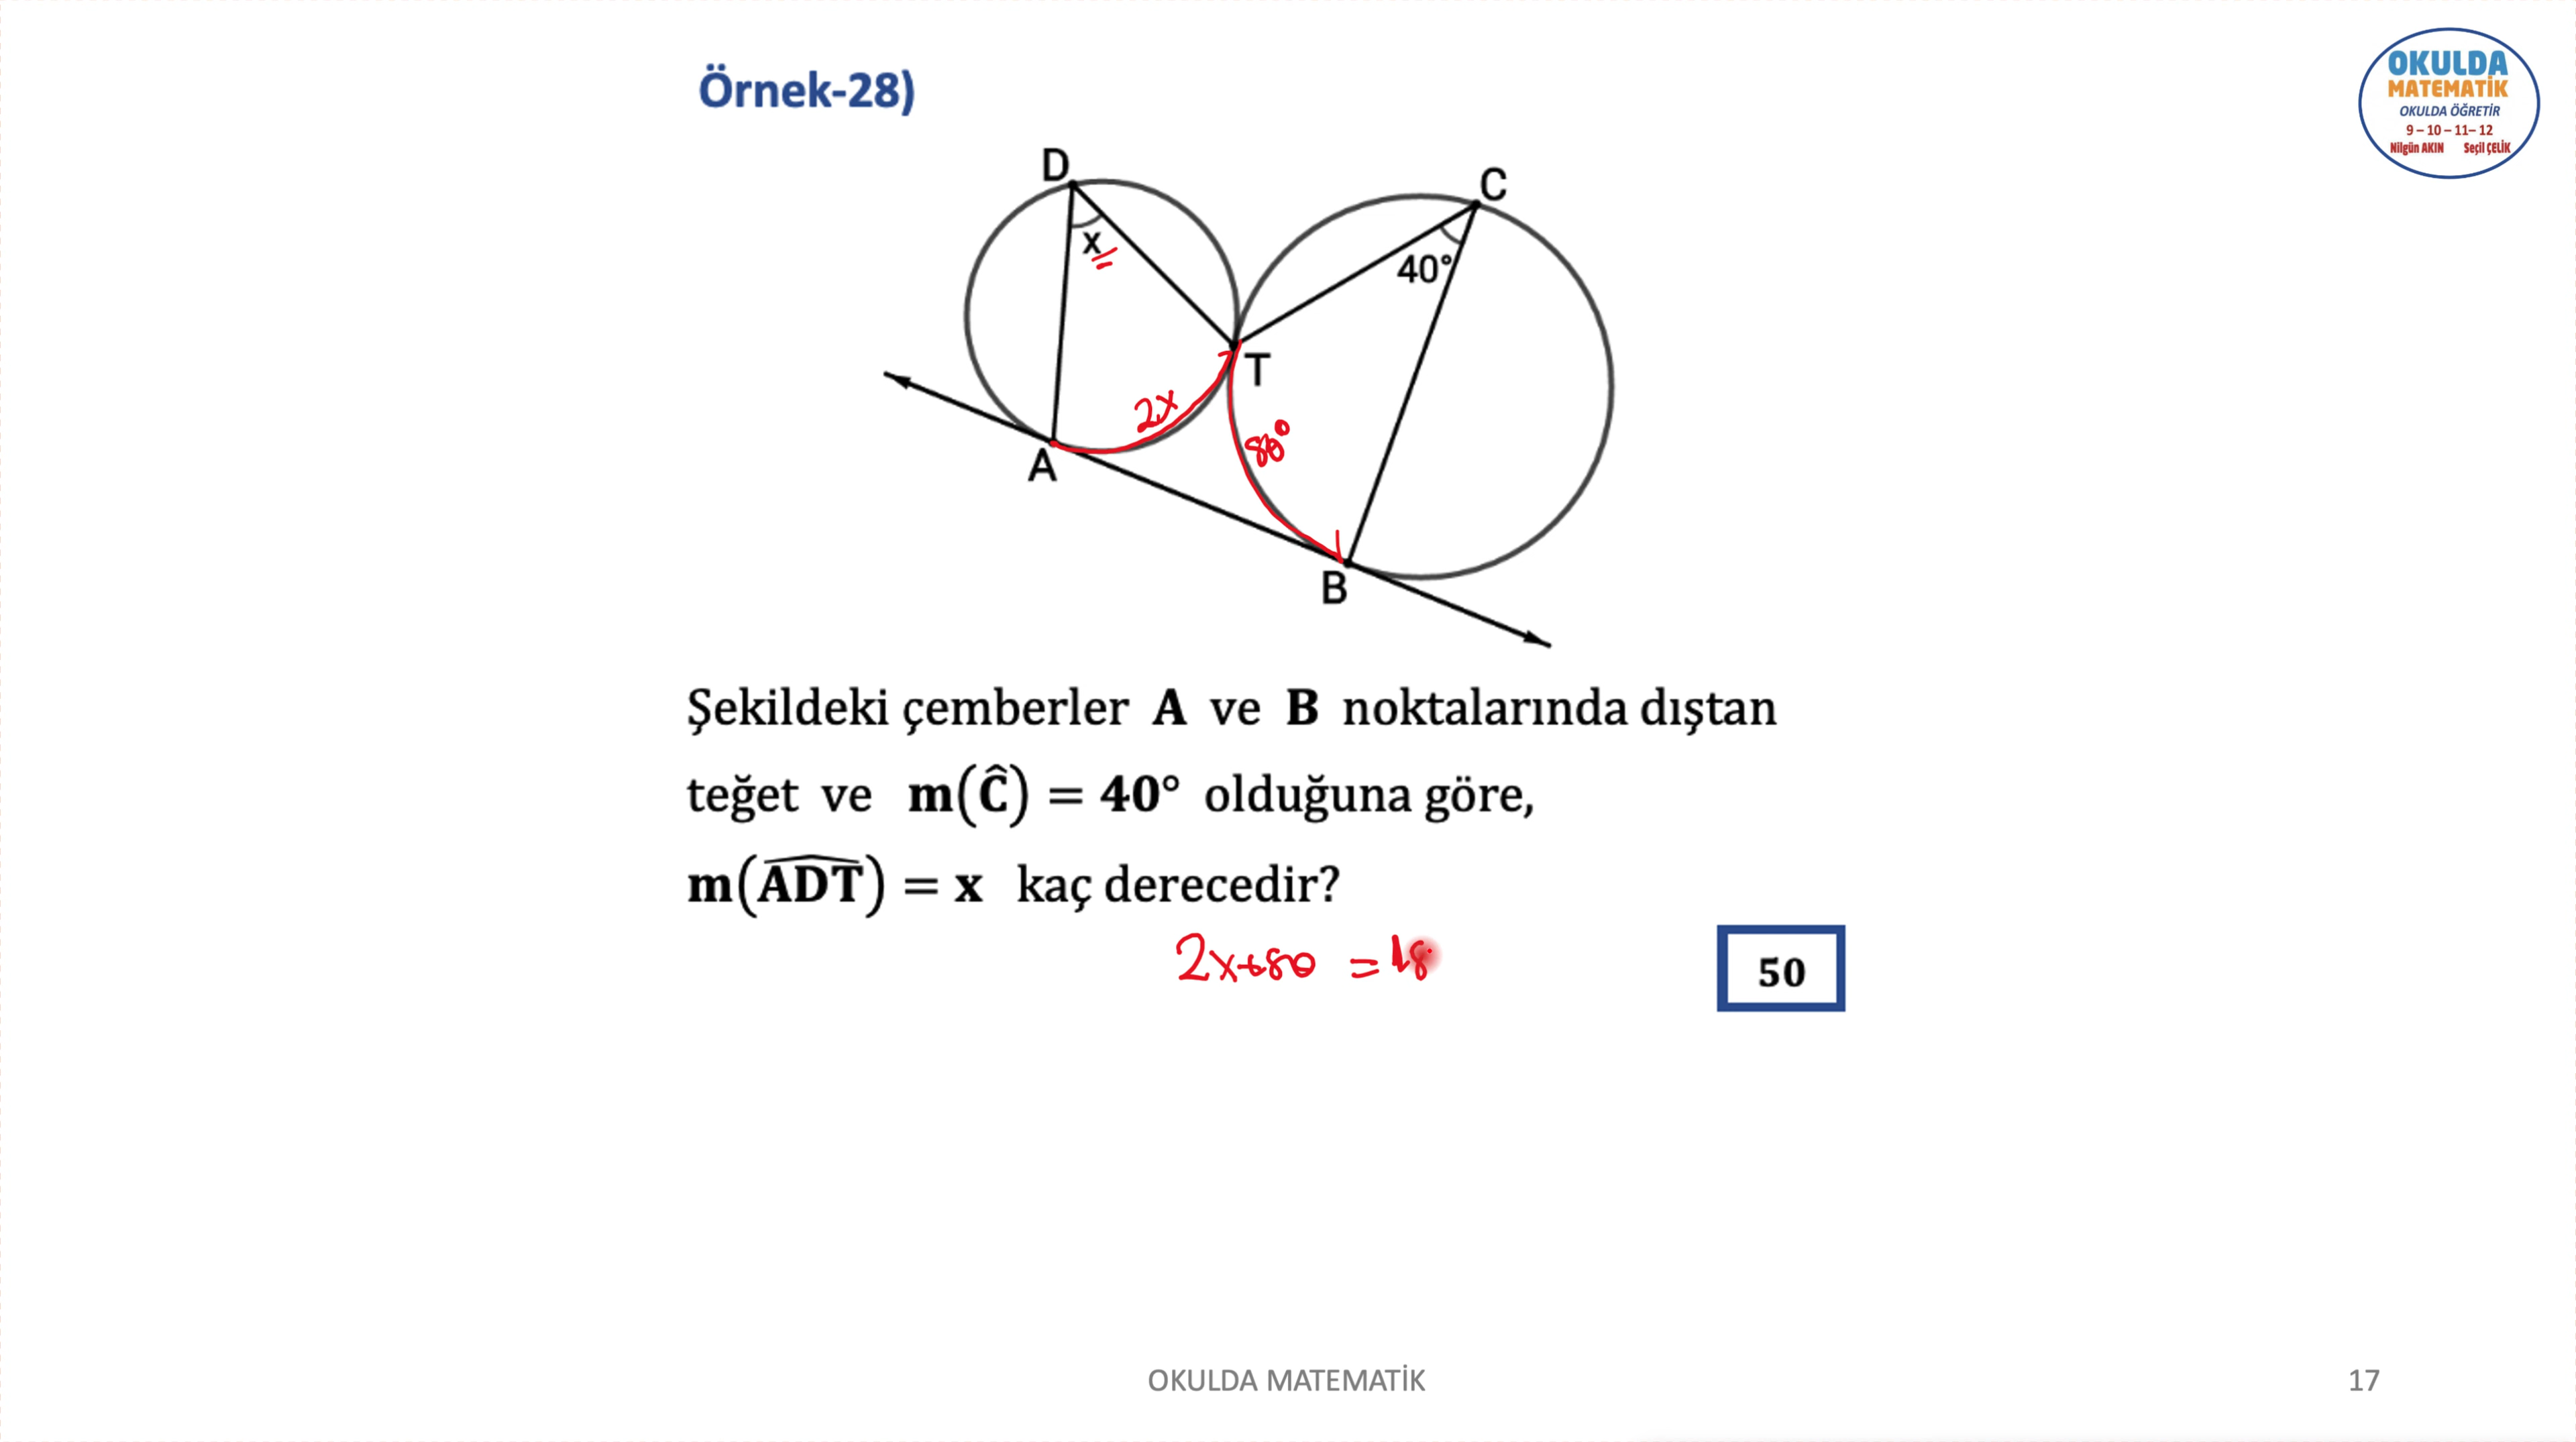 Örnek-28)
OKULDA
MATEMATİK
OKULDA ÖĞRETİR
9 – 10 – 11– 12
Nilgün AKIN Seçil ÇELİK
D
C
x
40°
T
2x
80°
A
B
Şekildeki çemberler A ve B noktalarında dıştan
teğet ve m(Ĉ) = 40° olduğuna göre,
m(ADT) = x kaç derecedir?
2x+80 = 18
50
OKULDA MATEMATİK
17